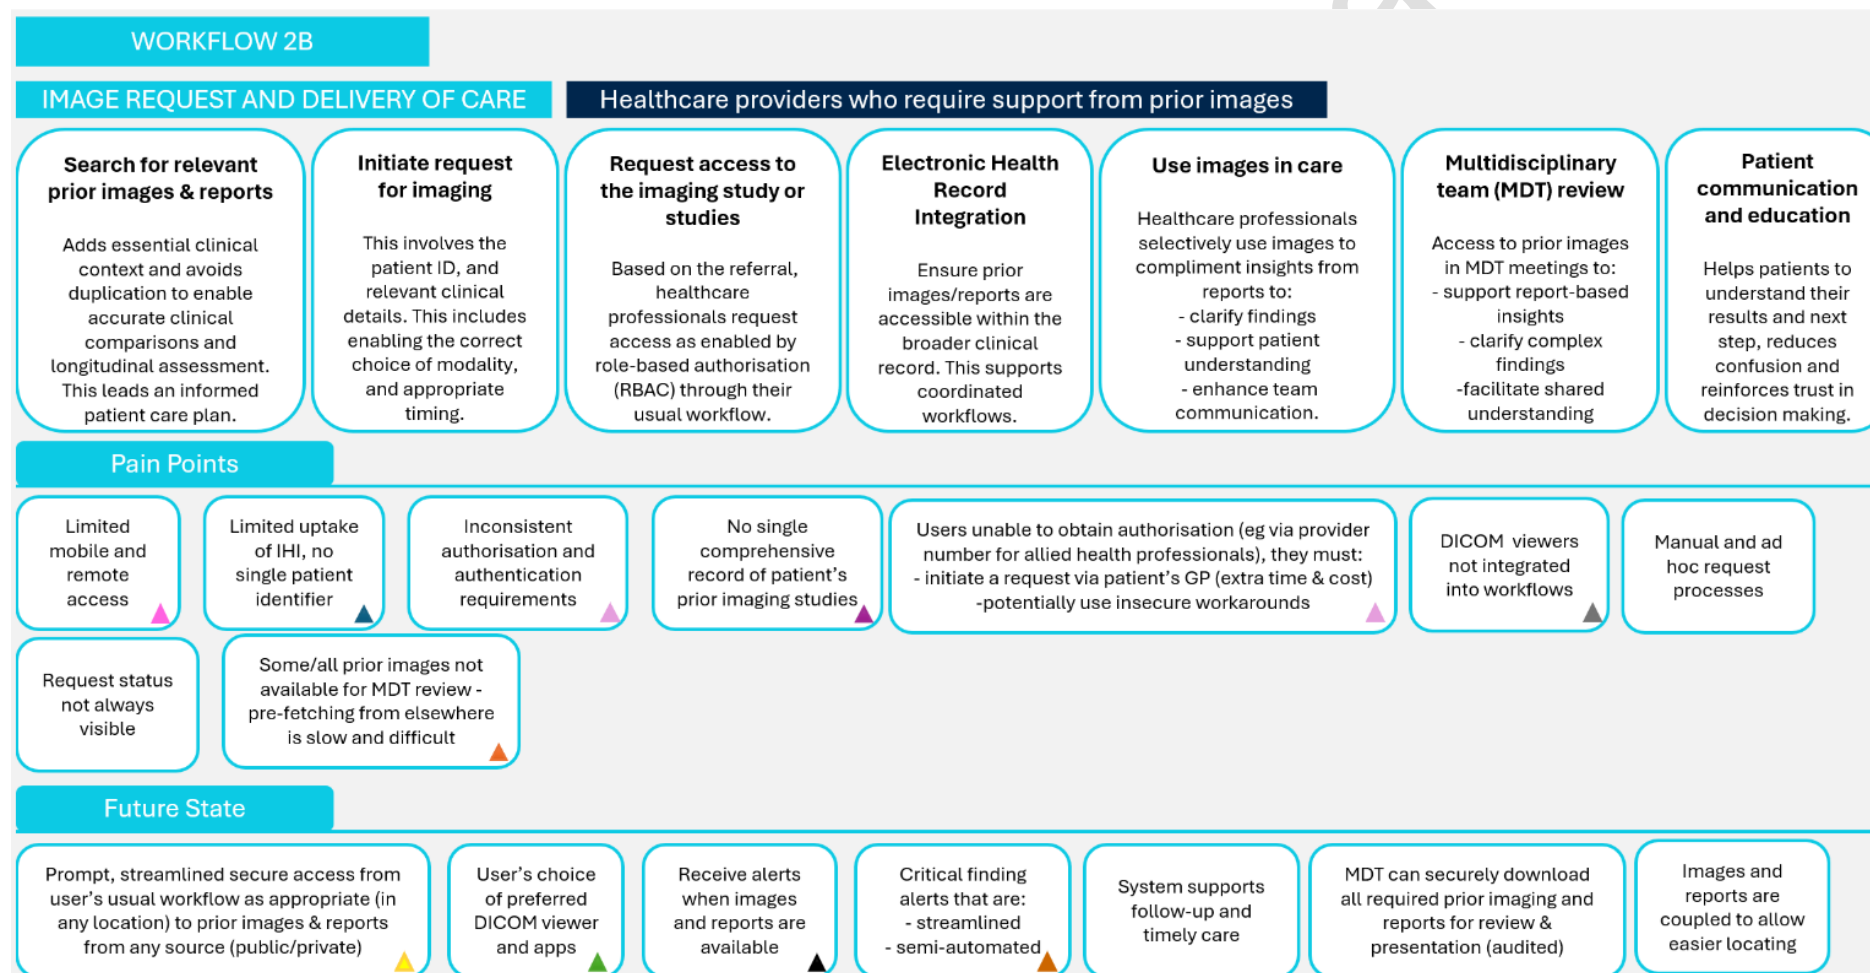 WORKFLOW 2B
IMAGE REQUEST AND DELIVERY OF CARE
Healthcare providers who require support from prior images
Search for relevant
prior images & reports
Adds essential clinical
context and avoids
duplication to enable
accurate clinical
comparisons and
longitudinal assessment.
This leads an informed
patient care plan.
Initiate request
for imaging
This involves the
patient ID, and
relevant clinical
details. This includes
enabling the correct
choice of modality,
and appropriate
timing.
Request access to
the imaging study or
studies
Based on the referral,
healthcare
professionals request
access as enabled by
role-based authorisation
(RBAC) through their
usual workflow.
Electronic Health
Record
Integration
Ensure prior
images/reports are
accessible within the
broader clinical
record. This supports
coordinated
workflows.
Use images in care
Healthcare professionals
selectively use images to
compliment insights from
reports to:
- clarify findings
- support patient
understanding
- enhance team
communication.
Multidisciplinary
team (MDT) review
Access to prior images
in MDT meetings to:
- support report-based
insights
- clarify complex
findings
-facilitate shared
understanding
Patient
communication
and education
Helps patients to
understand their
results and next
step, reduces
confusion and
reinforces trust in
decision making.
Pain Points
Limited
mobile and
remote
access
Limited uptake
of IHI, no
single patient
identifier
Inconsistent
authorisation and
authentication
requirements
No single
comprehensive
record of patient's
prior imaging studies
Users unable to obtain authorisation (eg via provider
number for allied health professionals), they must:
- initiate a request via patient's GP (extra time & cost)
-potentially use insecure workarounds
DICOM viewers
not integrated
into workflows
Manual and ad
hoc request
processes
Request status
not always
visible
Some/all prior images not
available for MDT review -
pre-fetching from elsewhere
is slow and difficult
Future State
Prompt, streamlined secure access from
user's usual workflow as appropriate (in
any location) to prior images & reports
from any source (public/private)
User's choice
of preferred
DICOM viewer
and apps
Receive alerts
when images
and reports are
available
Critical finding
alerts that are:
- streamlined
- semi-automated
System supports
follow-up and
timely care
MDT can securely download
all required prior imaging and
reports for review &
presentation (audited)
Images and
reports are
coupled to allow
easier locating